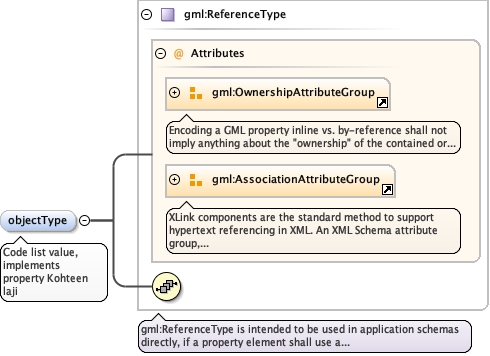 gml:ReferenceType
@ Attributes
gml:OwnershipAttributeGroup
Encoding a GML property inline vs. by-reference shall not
imply anything about the "ownership" of the contained or...
gml:AssociationAttributeGroup
XLink components are the standard method to support
hypertext referencing in XML. An XML Schema attribute
group,...
objectType
Code list value,
implements
property Kohteen
laji
gml:ReferenceType is intended to be used in application schemas
directly, if a property element shall use a...